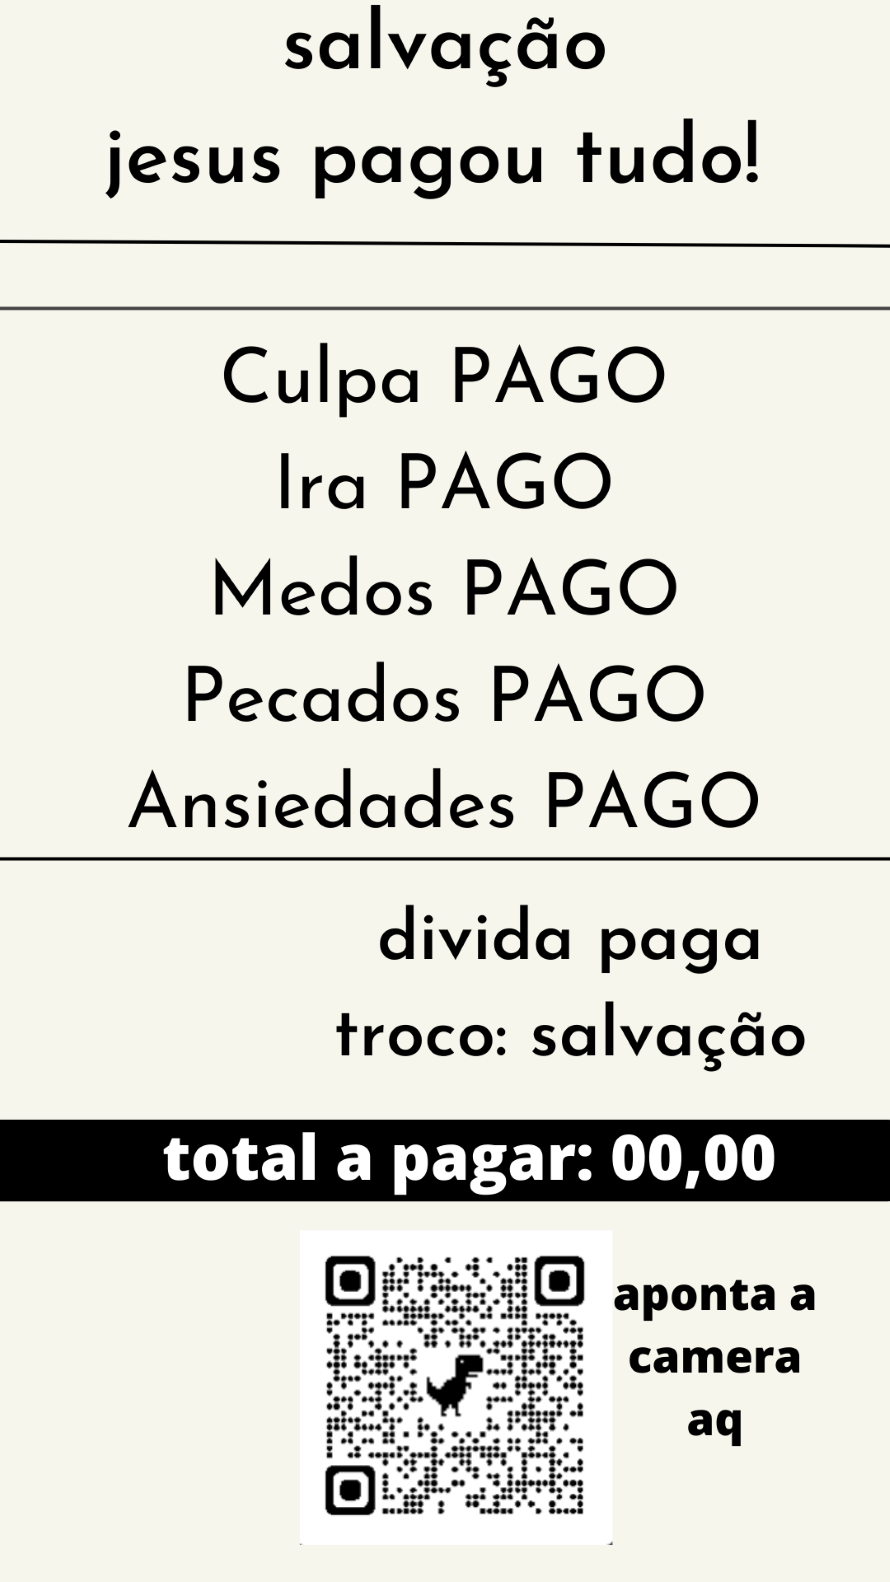 salvação
jesus pagou tudo!
Culpa PAGO
Ira PAGO
Medos PAGO
Pecados PAGO
Ansiedades PAGO
divida paga
troco: salvação
total a pagar: 00,00
aponta a
camera
aq